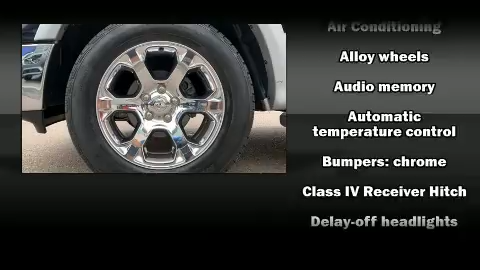 Air Conditioning
Alloy wheels
Audio memory
Automatic
temperature control
Bumpers: chrome
Class IV Receiver Hitch
Delay-off headlights